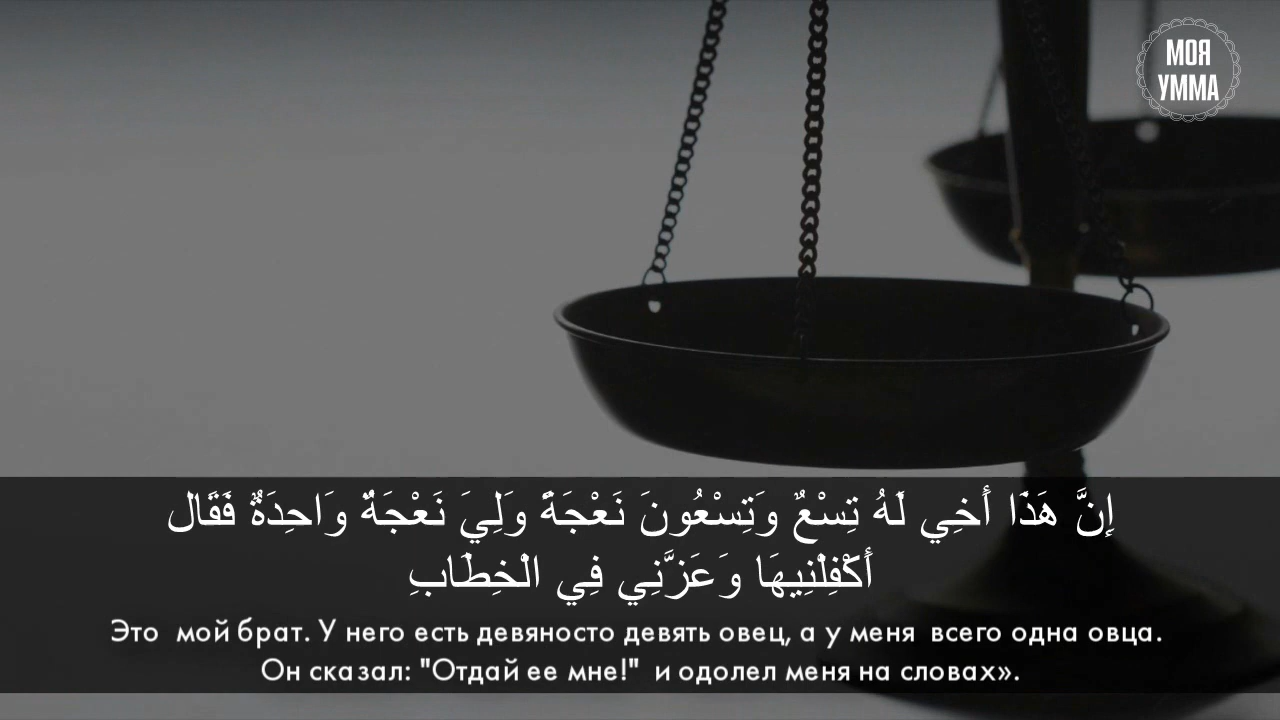 МОЯ
УММА
إِنَّ هَذَا أَخِي لَهُ تِسْعٌ وَتِسْعُونَ نَعْجَةً وَلِيَ نَعْجَةٌ وَاحِدَةٌ فَقَالَ
أَكْفِلْنِيهَا وَعَزَّنِي فِي الْخِطَابِ
Это мой брат. У него есть девяносто девять овец, а у меня всего одна овца.
Он сказал: "Отдай ее мне!" и одолел меня на словах».